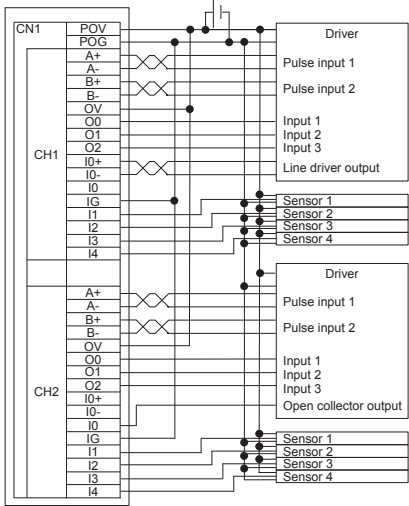 CN1
POV
POG
CH1
A+
A-
B+
B-
OV
O0
O1
O2
I0+
I0-
I0
IG
I1
I2
I3
I4
Driver
Pulse input 1
Pulse input 2
Input 1
Input 2
Input 3
Line driver output
Sensor 1
Sensor 2
Sensor 3
Sensor 4
CH2
A+
A-
B+
B-
OV
O0
O1
O2
I0+
I0-
I0
IG
I1
I2
I3
I4
Driver
Pulse input 1
Pulse input 2
Input 1
Input 2
Input 3
Open collector output
Sensor 1
Sensor 2
Sensor 3
Sensor 4